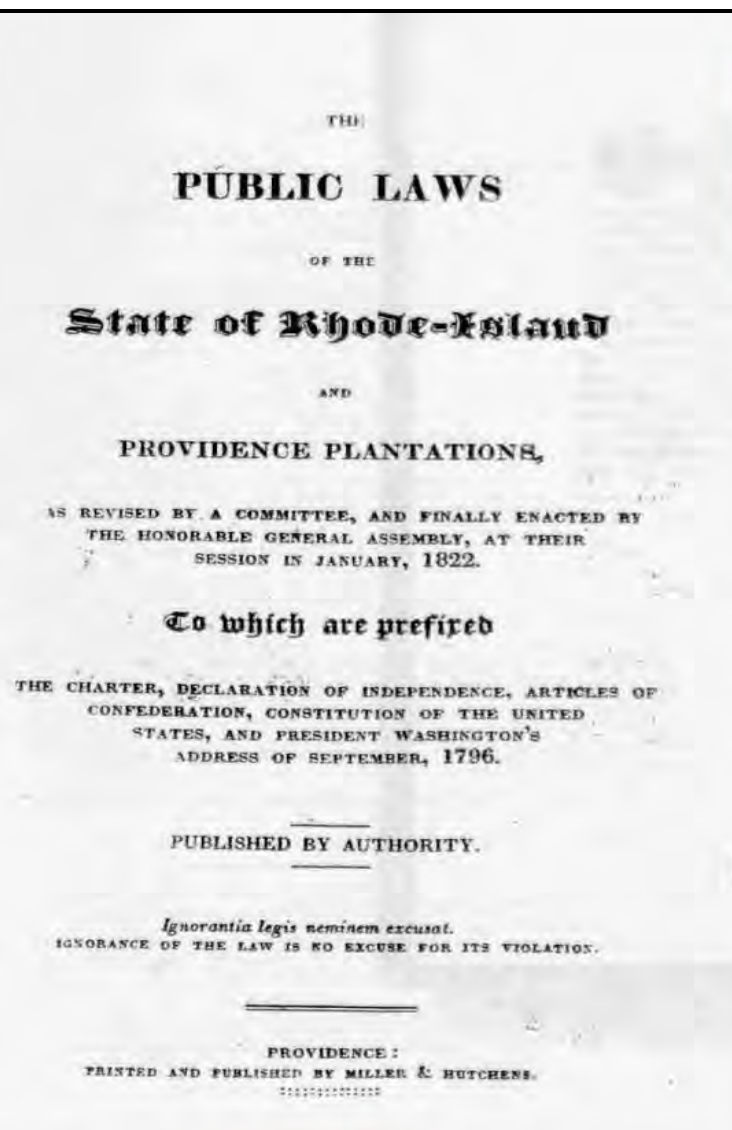 THE
PUBLIC LAWS
OF THE
State of Rhode-Island
AND
PROVIDENCE PLANTATIONS,
AS REVISED BY A COMMITTEE, AND FINALLY ENACTED BY
THE HONORABLE GENERAL ASSEMBLY, AT THEIR
SESSION IN JANUARY, 1822.
To which are prefixed
THE CHARTER, DECLARATION OF INDEPENDENCE, ARTICLES OF
CONFEDERATION, CONSTITUTION OF THE UNITED
STATES, AND PRESIDENT WASHINGTON'S
ADDRESS OF SEPTEMBER, 1796.
PUBLISHED BY AUTHORITY.
Ignorantia legis neminem excusat.
IGNORANCE OF THE LAW IS NO EXCUSE FOR ITS VIOLATION.
PROVIDENCE:
PRINTED AND PUBLISHED BY MILLER & HUTCHENS.